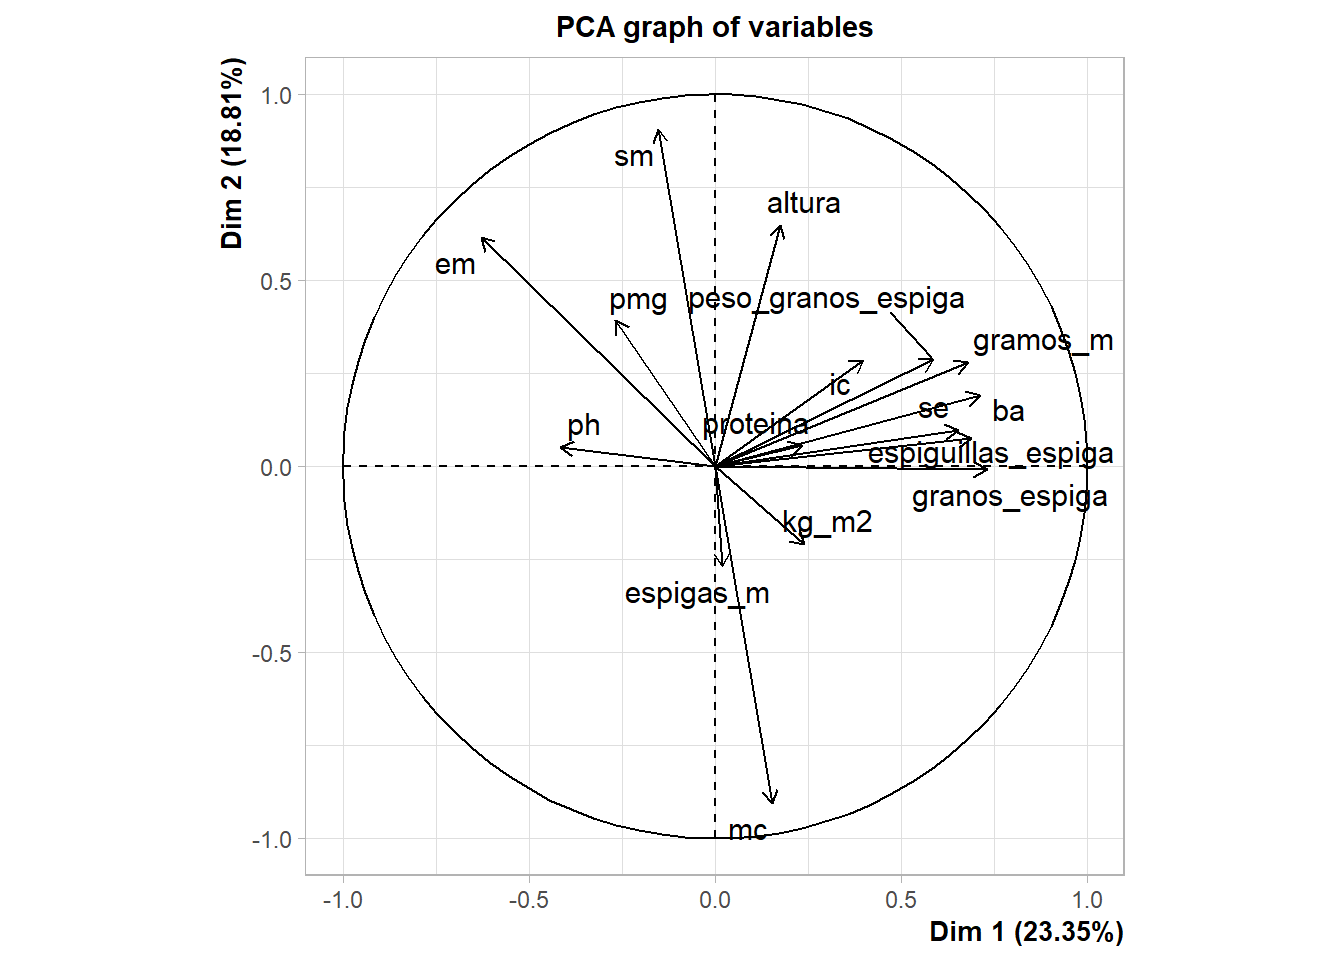 PCA graph of variables
Dim 2 (18.81%)
1.0
0.5
0.0
-0.5
-1.0
sm
altura
em
pmg
peso_granos_espiga
gramos_m
ic
ph
proteina
se
ba
espiguillas_espiga
granos_espiga
kg_m2
espigas_m
mc
-1.0
-0.5
0.0
0.5
1.0
Dim 1 (23.35%)